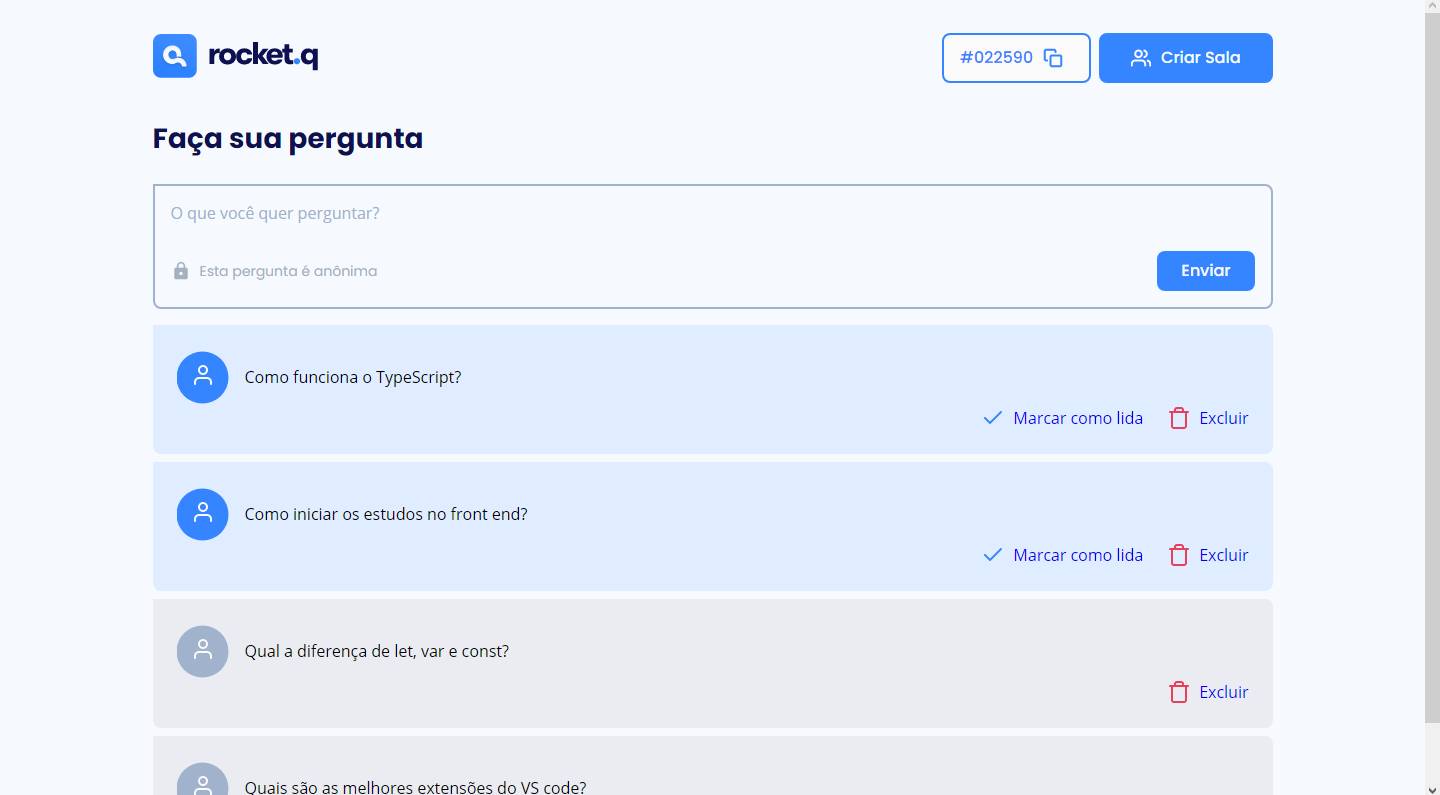 rocket.q
#022590
Criar Sala
Faça sua pergunta
O que você quer perguntar?
Esta pergunta é anônima
Enviar
Como funciona o TypeScript?
Marcar como lida
Excluir
Como iniciar os estudos no front end?
Marcar como lida
Excluir
Qual a diferença de let, var e const?
Excluir
Quais são as melhores extensões do VS code?